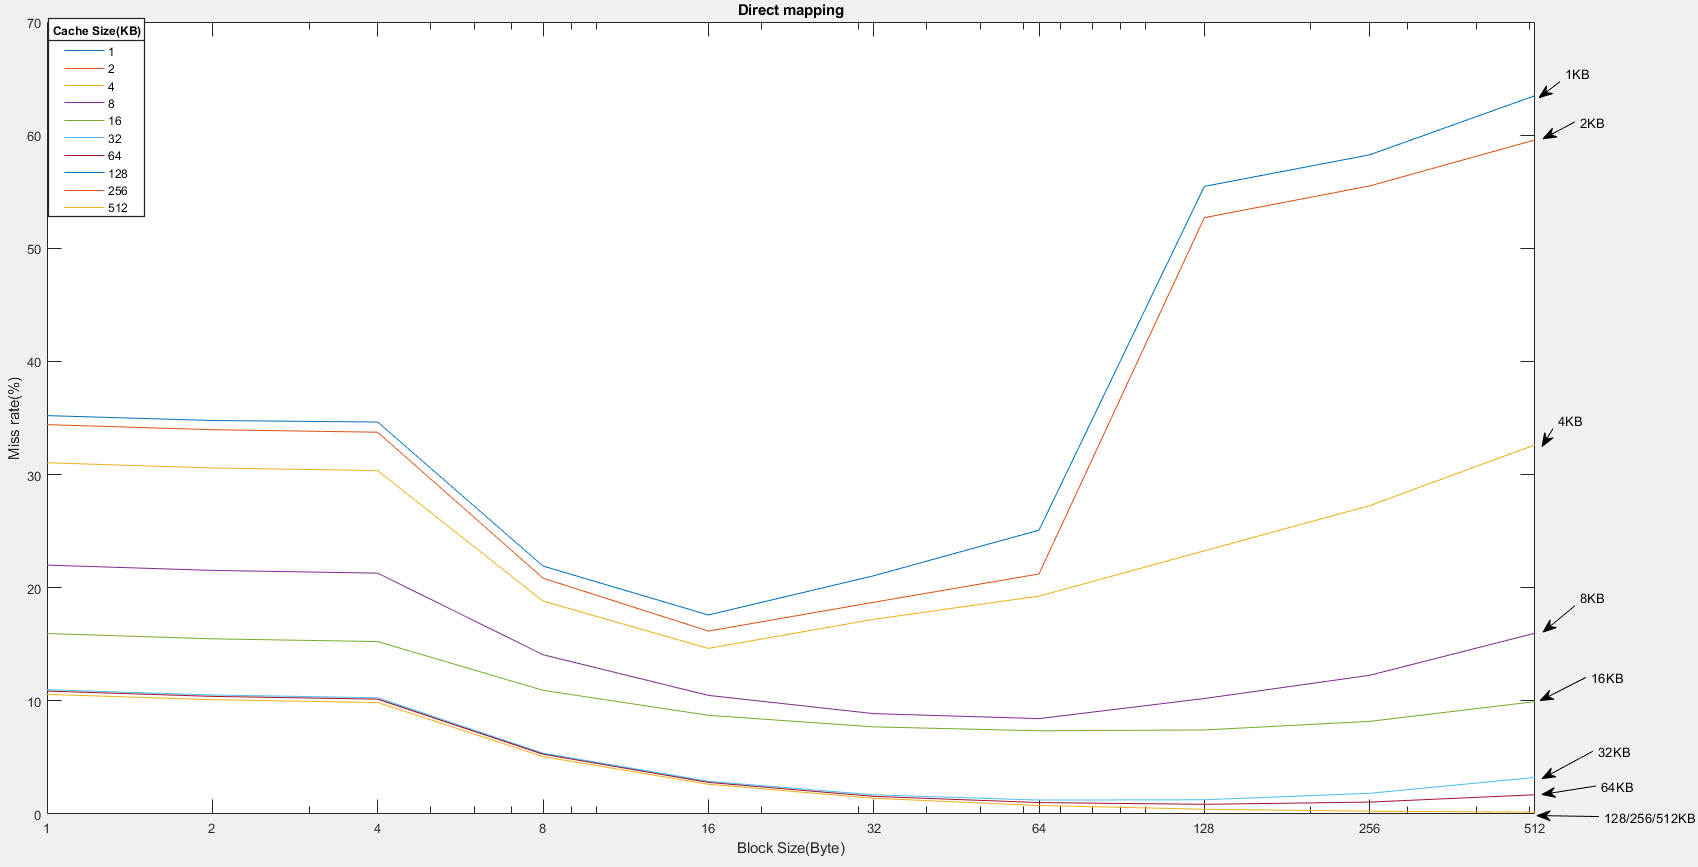 Direct mapping
Cache Size(KB)
1
2
4
8
16
32
64
128
256
512
70
60
50
40
30
20
10
0
Miss rate(%)
1 2 4 8 16 32 64 128 256 512
Block Size(Byte)
1KB
2KB
4KB
8KB
16KB
32KB
64KB
128/256/512KB